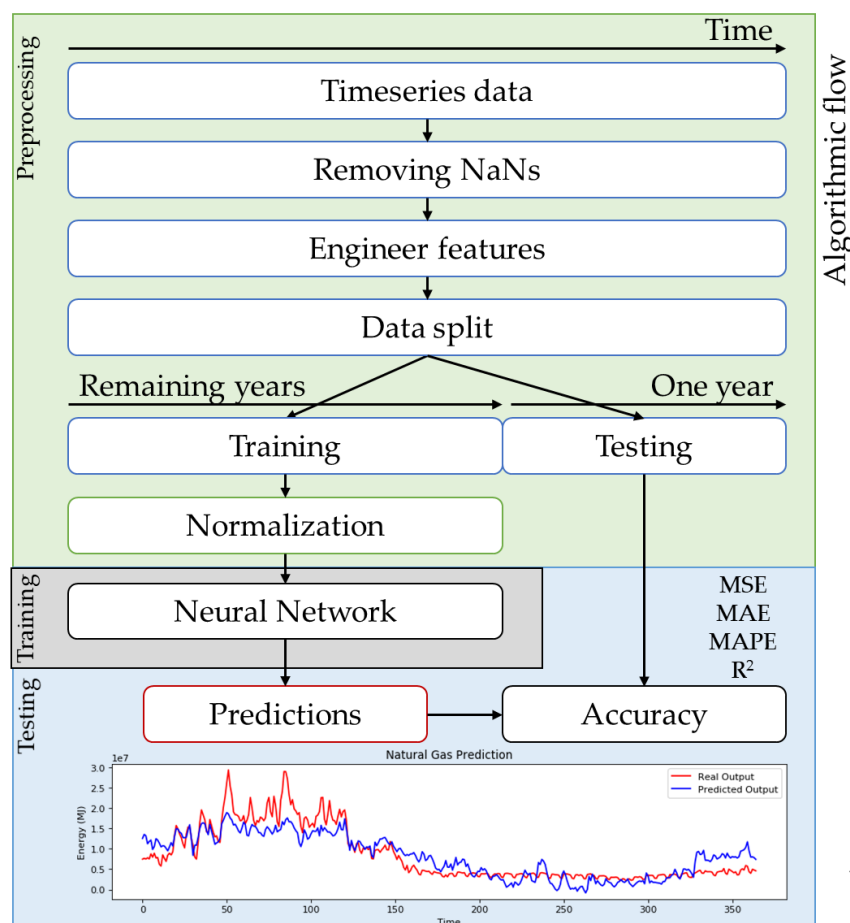 Preprocessing
Time
Algorithmic flow
Timeseries data
Removing NaNs
Engineer features
Data split
Remaining years
One year
Training
Testing
Normalization
Training
Neural Network
MSE
MAE
MAPE
R²
Testing
Predictions
Accuracy
Natural Gas Prediction
1e7
Real Output
Predicted Output
Energy (MJ)
3.0
2.5
2.0
1.5
1.0
0.5
0.0
0 50 100 150 200 250 300 350
Time